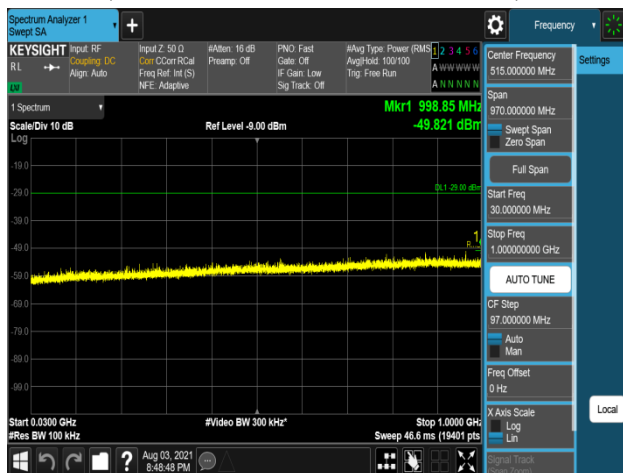 Spectrum Analyzer 1
Swept SA
Frequency
KEYSIGHT
RL
Input: RF
Coupling: DC
Align: Auto
Input Z: 50 Ω
Corr CCorr RCal
Freq Ref: Int (S)
NFE: Adaptive
#Atten: 16 dB
Preamp: Off
PNO: Fast
Gate: Off
IF Gain: Low
Sig Track: Off
#Avg Type: Power (RMS
Avg|Hold: 100/100
Trig: Free Run
1 2 3 4 5 6
A W W W W W
A N N N N N
1 Spectrum
Scale/Div 10 dB
Log
Ref Level -9.00 dBm
Mkr1 998.85 MHz
-49.821 dBm
DL1 -29.00 dBm
-19.0
-29.0
-39.0
-49.0
-59.0
-69.0
-79.0
-89.0
-99.0
1
Start 0.0300 GHz
#Res BW 100 kHz
#Video BW 300 kHz*
Stop 1.0000 GHz
Sweep 46.6 ms (19401 pts
Aug 03, 2021
8:48:48 PM
Center Frequency
515.000000 MHz
Settings
Span
970.000000 MHz
Swept Span
Zero Span
Full Span
Start Freq
30.000000 MHz
Stop Freq
1.000000000 GHz
AUTO TUNE
CF Step
97.000000 MHz
Auto
Man
Freq Offset
0 Hz
X Axis Scale
Log
Lin
Local
Signal Track
(Span Zoom)